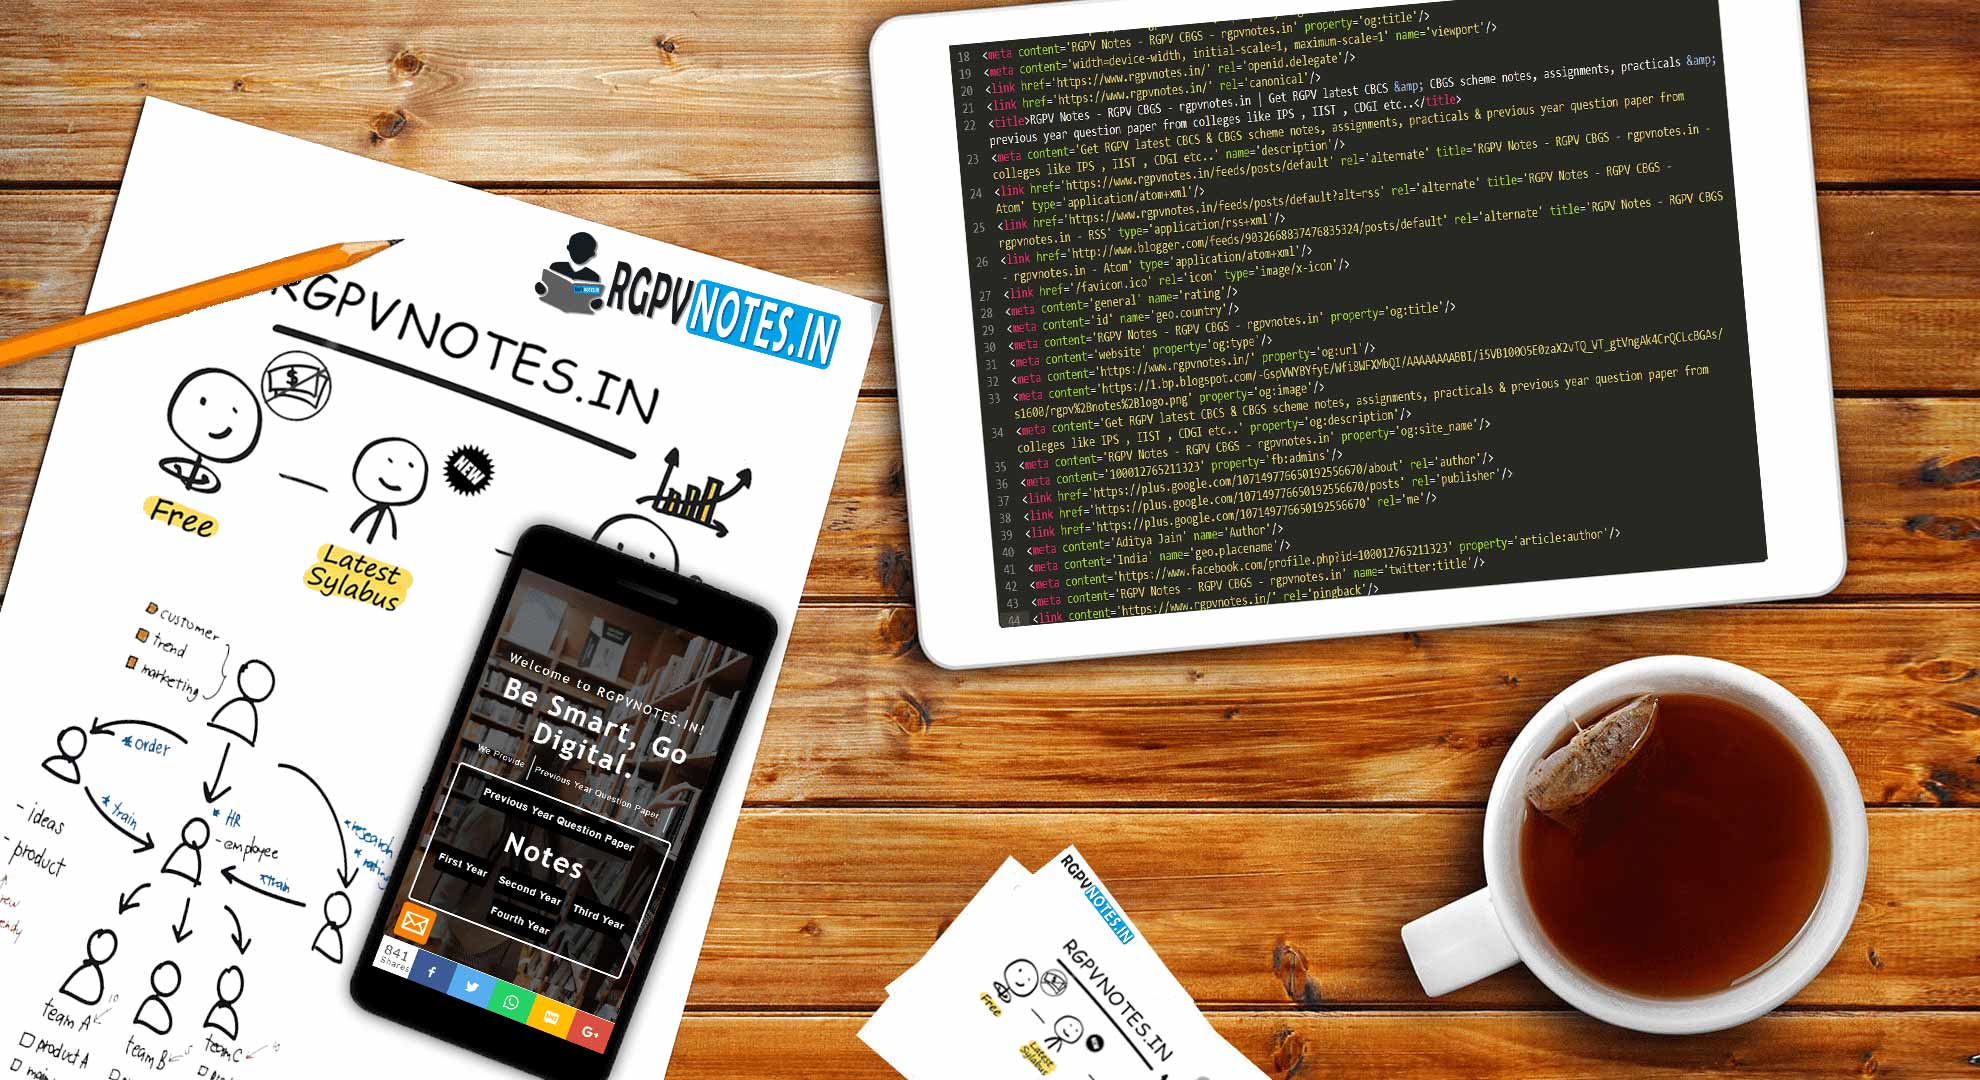 18 <meta content='RGPV Notes - RGPV CBGS - rgpvnotes.in' property='og:title'/>
19 <meta content='width=device-width, initial-scale=1, maximum-scale=1' name='viewport'/>
20 <link href='https://www.rgpvnotes.in/' rel='openid.delegate'/>
21 <link href='https://www.rgpvnotes.in/' rel='canonical'/>
22 <title>RGPV Notes - RGPV CBGS - rgpvnotes.in | Get RGPV latest CBCS &amp; CBGS scheme notes, assignments, practicals &amp;
previous year question paper from colleges like IPS , IIST , CDGI etc..</title>
23 <meta content='Get RGPV latest CBCS & CBGS scheme notes, assignments, practicals & previous year question paper from
colleges like IPS , IIST , CDGI etc..' name='description'/>
24 <link href='https://www.rgpvnotes.in/feeds/posts/default' rel='alternate' title='RGPV Notes - RGPV CBGS - rgpvnotes.in -
Atom' type='application/atom+xml'/>
25 <link href='https://www.rgpvnotes.in/feeds/posts/default?alt=rss' rel='alternate' title='RGPV Notes - RGPV CBGS -
rgpvnotes.in - RSS' type='application/rss+xml'/>
26 <link href='http://www.blogger.com/feeds/9032668837476835324/posts/default' rel='alternate' title='RGPV Notes - RGPV CBGS
- rgpvnotes.in - Atom' type='application/atom+xml'/>
27 <link href='/favicon.ico' rel='icon' type='image/x-icon'/>
28 <meta content='general' name='rating'/>
29 <meta content='id' name='geo.country'/>
30 <meta content='RGPV Notes - RGPV CBGS - rgpvnotes.in' property='og:title'/>
31 <meta content='website' property='og:type'/>
32 <meta content='https://www.rgpvnotes.in/' property='og:url'/>
33 <meta content='https://1.bp.blogspot.com/-GspVWYBYfyE/Wfi8WFXMbQI/AAAAAAAABBI/i5VB100O5E0zaX2vTQ_VT_gtVngAk4CrQCLcBGAs/
s1600/rgpv%2Bnotes%2Blogo.png' property='og:image'/>
34 <meta content='Get RGPV latest CBCS & CBGS scheme notes, assignments, practicals & previous year question paper from
colleges like IPS , IIST , CDGI etc..' property='og:description'/>
35 <meta content='RGPV Notes - RGPV CBGS - rgpvnotes.in' property='og:site_name'/>
36 <meta content='100012765211323' property='fb:admins'/>
37 <link href='https://plus.google.com/107149776650192556670/about' rel='author'/>
38 <link href='https://plus.google.com/107149776650192556670/posts' rel='publisher'/>
39 <link href='https://plus.google.com/107149776650192556670' rel='me'/>
40 <meta content='Aditya Jain' name='Author'/>
41 <meta content='India' name='geo.placename'/>
42 <meta content='https://www.facebook.com/profile.php?id=100012765211323' property='article:author'/>
43 <meta content='RGPV Notes - RGPV CBGS - rgpvnotes.in' name='twitter:title'/>
44 <link content='https://www.rgpvnotes.in/' rel='pingback'/>
RGPVNOTES.IN
RGPVNOTES.IN
$
Free
NEW
Latest
Sylabus
customer
trend
marketing
order
train
HR
- employee
train
research
- ideas
- product
team A
team B
team C
10
product A
Welcome to RGPVNOTES.IN!
Be Smart, Go
Digital.
We Provide | Previous Year Question Paper
Previous Year Question Paper
Notes
First Year
Second Year
Third Year
Fourth Year
841
Shares
f
G+
RGPVNOTES.IN
RGPVNOTES.IN
Free
Latest
Sylabus